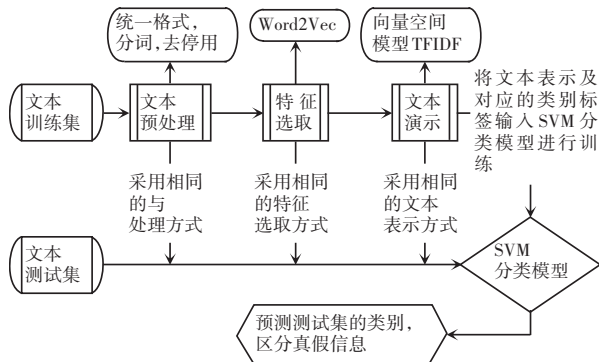 统一格式，
分词，去停用
Word2Vec
向量空间
模型TFIDF
文本
训练集
文本
预处理
特征
选取
文本
演示
将文本表示及
对应的类别标
签输入SVM分
类模型进行训
练
采用相同
的与
处理方式
采用相同
的特征
选取方式
采用相同
的文本
表示方式
文本
测试集
SVM
分类模型
预测测试集的类别，
区分真假信息